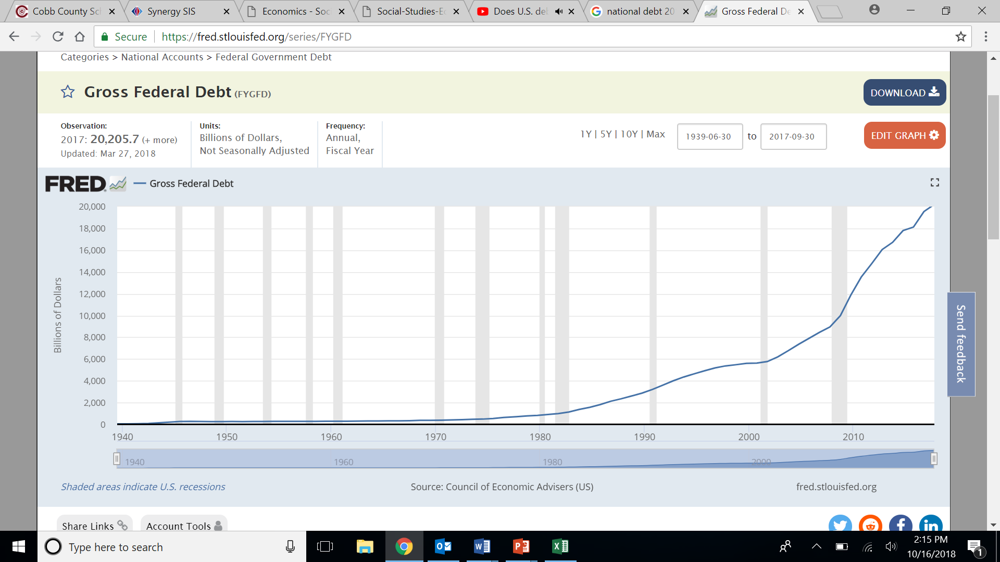 Cobb County Sc
Synergy SIS
Economics - Soc
Social-Studies-E
Does U.S. de
national debt 20
Gross Federal De
Secure
https://fred.stlouisfed.org/series/FYGFD
Categories > National Accounts > Federal Government Debt
Gross Federal Debt (FYGFD)
DOWNLOAD
Observation:
2017: 20,205.7 (+ more)
Updated: Mar 27, 2018
Units:
Billions of Dollars,
Not Seasonally Adjusted
Frequency:
Annual,
Fiscal Year
1Y | 5Y | 10Y | Max
1939-06-30 to 2017-09-30
EDIT GRAPH
FRED
Gross Federal Debt
20,000
18,000
16,000
14,000
12,000
10,000
8,000
6,000
4,000
2,000
0
Billions of Dollars
1940 1950 1960 1970 1980 1990 2000 2010
1940 1960 1980 2000
Shaded areas indicate U.S. recessions
Source: Council of Economic Advisers (US)
fred.stlouisfed.org
Send feedback
Share Links
Account Tools
Type here to search
2:15 PM
10/16/2018
1